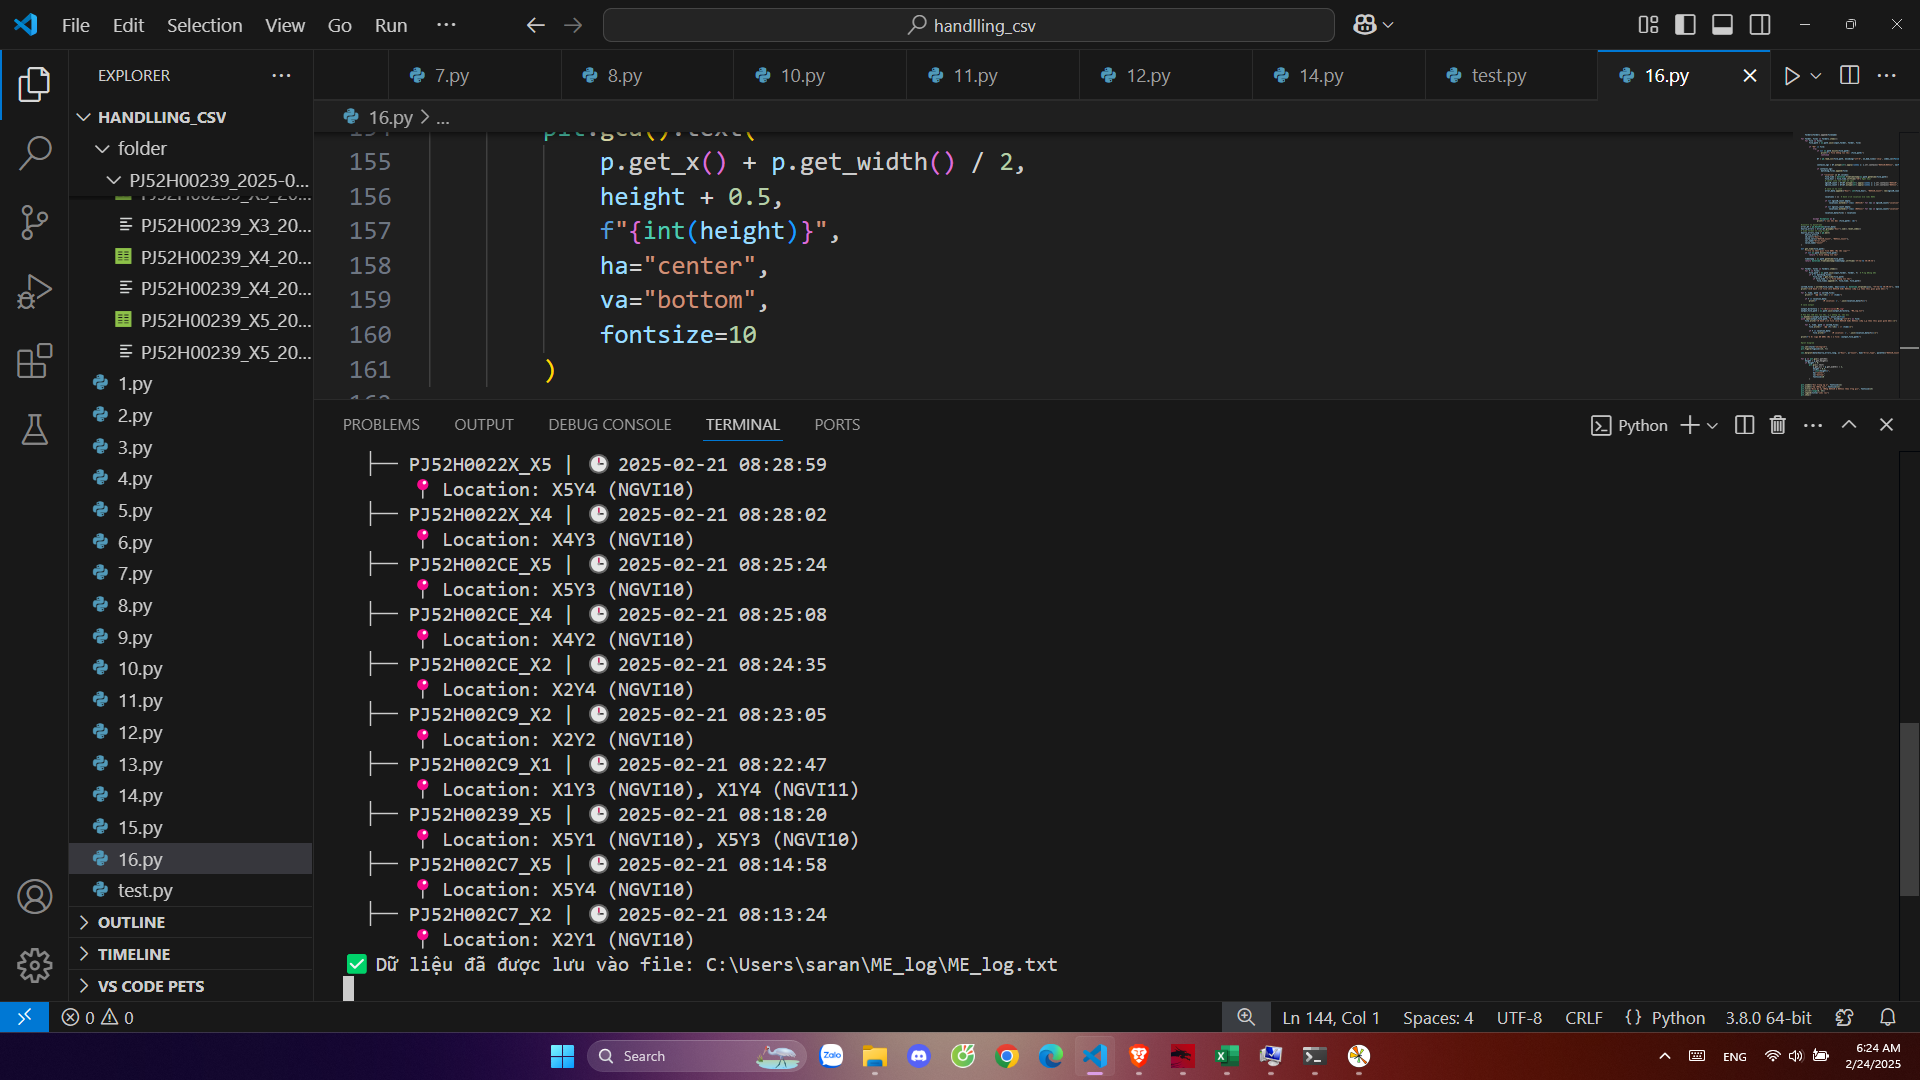 File Edit Selection View Go Run ... handlling_csv
EXPLORER ...
HANDLLING_CSV
folder
PJ52H00239_2025-0...
PJ52H00239_X3_20...
PJ52H00239_X4_20...
PJ52H00239_X4_20...
PJ52H00239_X5_20...
PJ52H00239_X5_20...
1.py
2.py
3.py
4.py
5.py
6.py
7.py
8.py
9.py
10.py
11.py
12.py
13.py
14.py
15.py
16.py
test.py
OUTLINE
TIMELINE
VS CODE PETS
7.py 8.py 10.py 11.py 12.py 14.py test.py 16.py
16.py > ...
155 p.get_x() + p.get_width() / 2,
156 height + 0.5,
157 f"{int(height)}",
158 ha="center",
159 va="bottom",
160 fontsize=10
161 )
PROBLEMS OUTPUT DEBUG CONSOLE TERMINAL PORTS Python
├── PJ52H0022X_X5 | 🕒 2025-02-21 08:28:59
📍 Location: X5Y4 (NGVI10)
├── PJ52H0022X_X4 | 🕒 2025-02-21 08:28:02
📍 Location: X4Y3 (NGVI10)
├── PJ52H002CE_X5 | 🕒 2025-02-21 08:25:24
📍 Location: X5Y3 (NGVI10)
├── PJ52H002CE_X4 | 🕒 2025-02-21 08:25:08
📍 Location: X4Y2 (NGVI10)
├── PJ52H002CE_X2 | 🕒 2025-02-21 08:24:35
📍 Location: X2Y4 (NGVI10)
├── PJ52H002C9_X2 | 🕒 2025-02-21 08:23:05
📍 Location: X2Y2 (NGVI10)
├── PJ52H002C9_X1 | 🕒 2025-02-21 08:22:47
📍 Location: X1Y3 (NGVI10), X1Y4 (NGVI11)
├── PJ52H00239_X5 | 🕒 2025-02-21 08:18:20
📍 Location: X5Y1 (NGVI10), X5Y3 (NGVI10)
├── PJ52H002C7_X5 | 🕒 2025-02-21 08:14:58
📍 Location: X5Y4 (NGVI10)
├── PJ52H002C7_X2 | 🕒 2025-02-21 08:13:24
📍 Location: X2Y1 (NGVI10)
✅ Dữ liệu đã được lưu vào file: C:\Users\saran\ME_log\ME_log.txt
0 0 Ln 144, Col 1 Spaces: 4 UTF-8 CRLF {} Python 3.8.0 64-bit
Search Zalo ENG 6:24 AM
2/24/2025